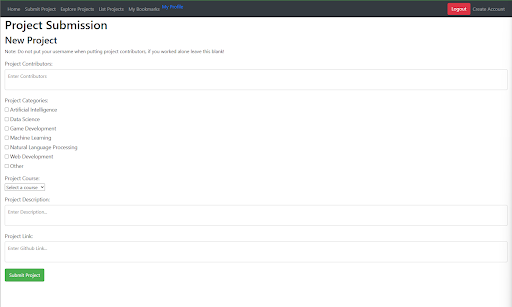 Home Submit Project Explore Projects List Projects My Bookmarks My Profile Logout Create Account
Project Submission
New Project
Note: Do not put your username when putting project contributors, if you worked alone leave this blank!
Project Contributors:
Enter Contributors
Project Categories:
Artificial Intelligence
Data Science
Game Development
Machine Learning
Natural Language Processing
Web Development
Other
Project Course:
Select a course
Project Description:
Enter Description...
Project Link:
Enter Github Link...
Submit Project